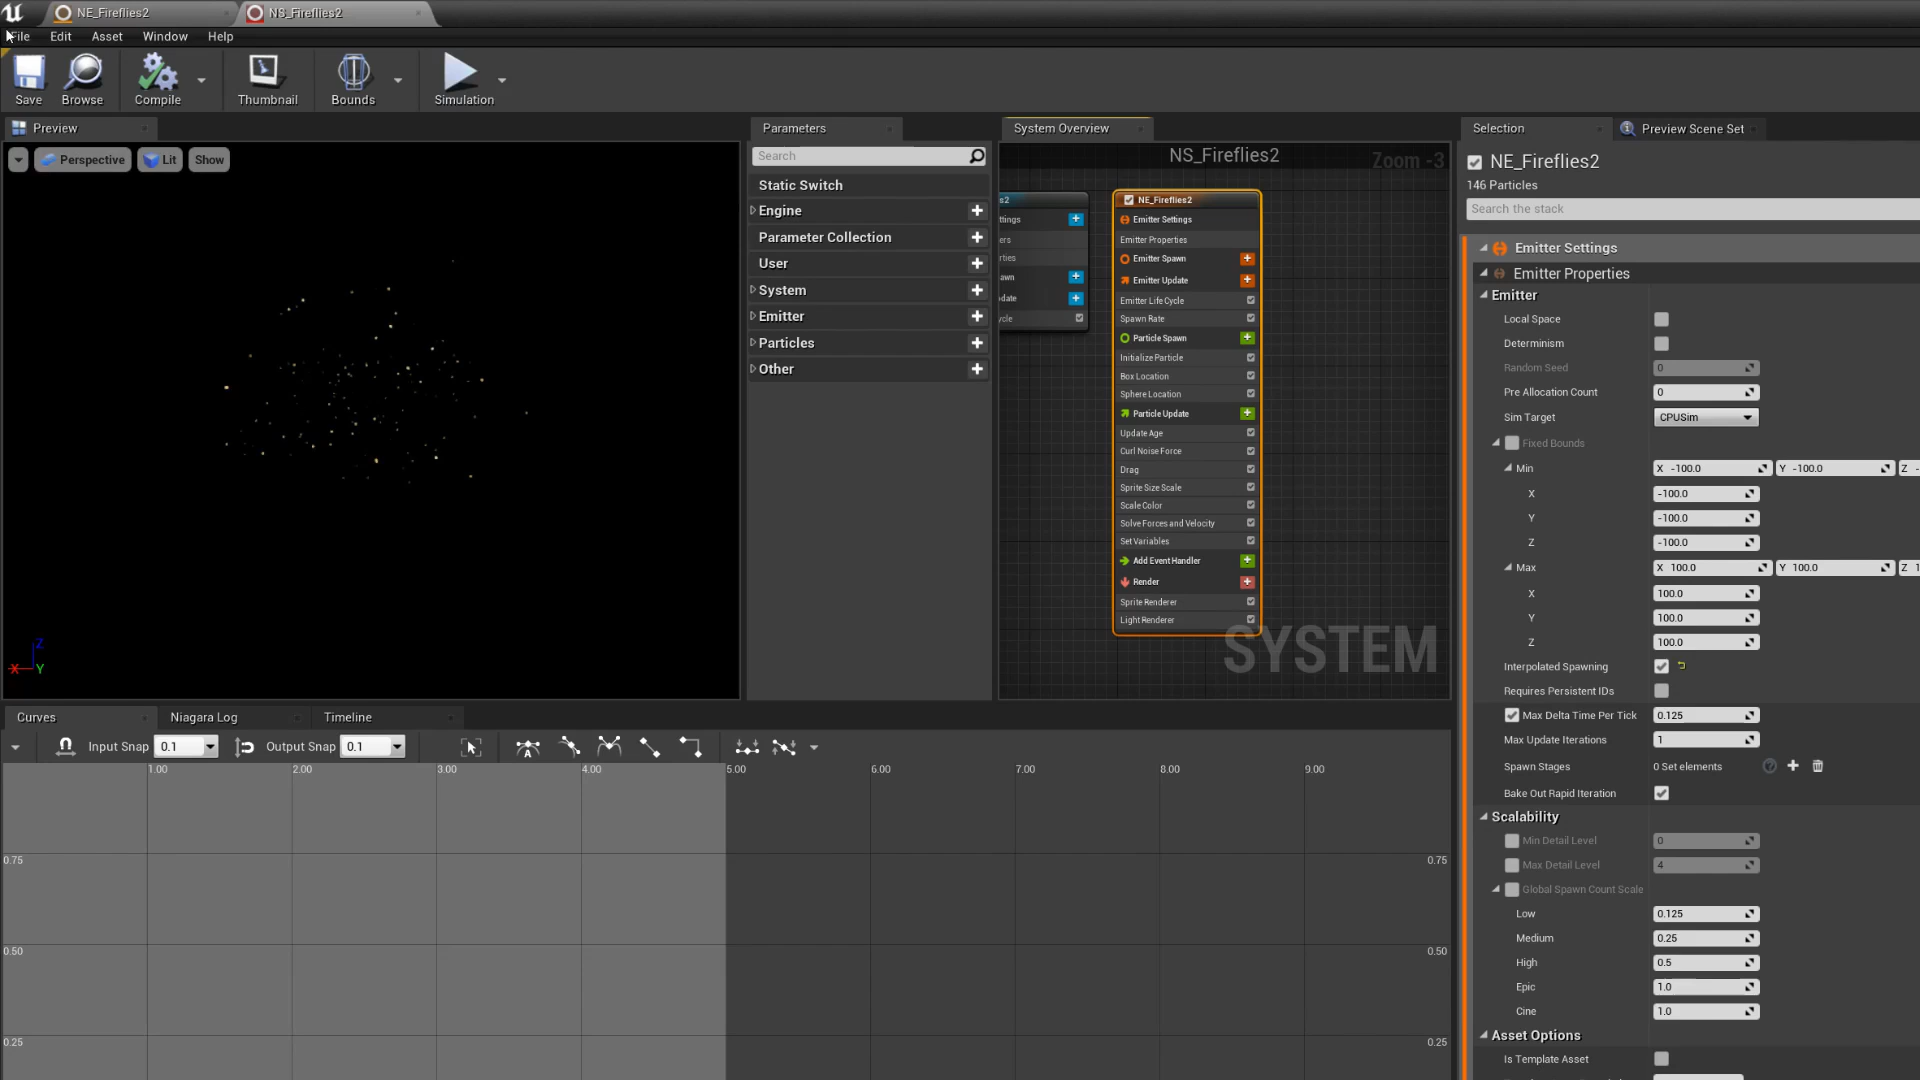 NE_Fireflies2
NS_Fireflies2
File
Edit
Asset
Window
Help
Save
Browse
Compile
Thumbnail
Bounds
Simulation
Preview
Perspective
Lit
Show
Z
X
Y
Parameters
Search
Static Switch
Engine
Parameter Collection
User
System
Emitter
Particles
Other
System Overview
NS_Fireflies2
Zoom -3
s2
ttings
ers
rties
awn
date
ycle
NE_Fireflies2
Emitter Settings
Emitter Properties
Emitter Spawn
Emitter Update
Emitter Life Cycle
Spawn Rate
Particle Spawn
Initialize Particle
Box Location
Sphere Location
Particle Update
Update Age
Curl Noise Force
Drag
Sprite Size Scale
Scale Color
Solve Forces and Velocity
Set Variables
Add Event Handler
Render
Sprite Renderer
Light Renderer
SYSTEM
Selection
Preview Scene Set
NE_Fireflies2
146 Particles
Search the stack
Emitter Settings
Emitter Properties
Emitter
Local Space
Determinism
Random Seed 0
Pre Allocation Count 0
Sim Target CPUSim
Fixed Bounds
Min X -100.0 Y -100.0 Z -
X -100.0
Y -100.0
Z -100.0
Max X 100.0 Y 100.0 Z 1
X 100.0
Y 100.0
Z 100.0
Interpolated Spawning
Requires Persistent IDs
Max Delta Time Per Tick 0.125
Max Update Iterations 1
Spawn Stages 0 Set elements
Bake Out Rapid Iteration
Scalability
Min Detail Level 0
Max Detail Level 4
Global Spawn Count Scale
Low 0.125
Medium 0.25
High 0.5
Epic 1.0
Cine 1.0
Asset Options
Is Template Asset
Curves
Niagara Log
Timeline
Input Snap 0.1
Output Snap 0.1
A
1.00 2.00 3.00 4.00 5.00 6.00 7.00 8.00 9.00
0.75 0.75
0.50 0.50
0.25 0.25